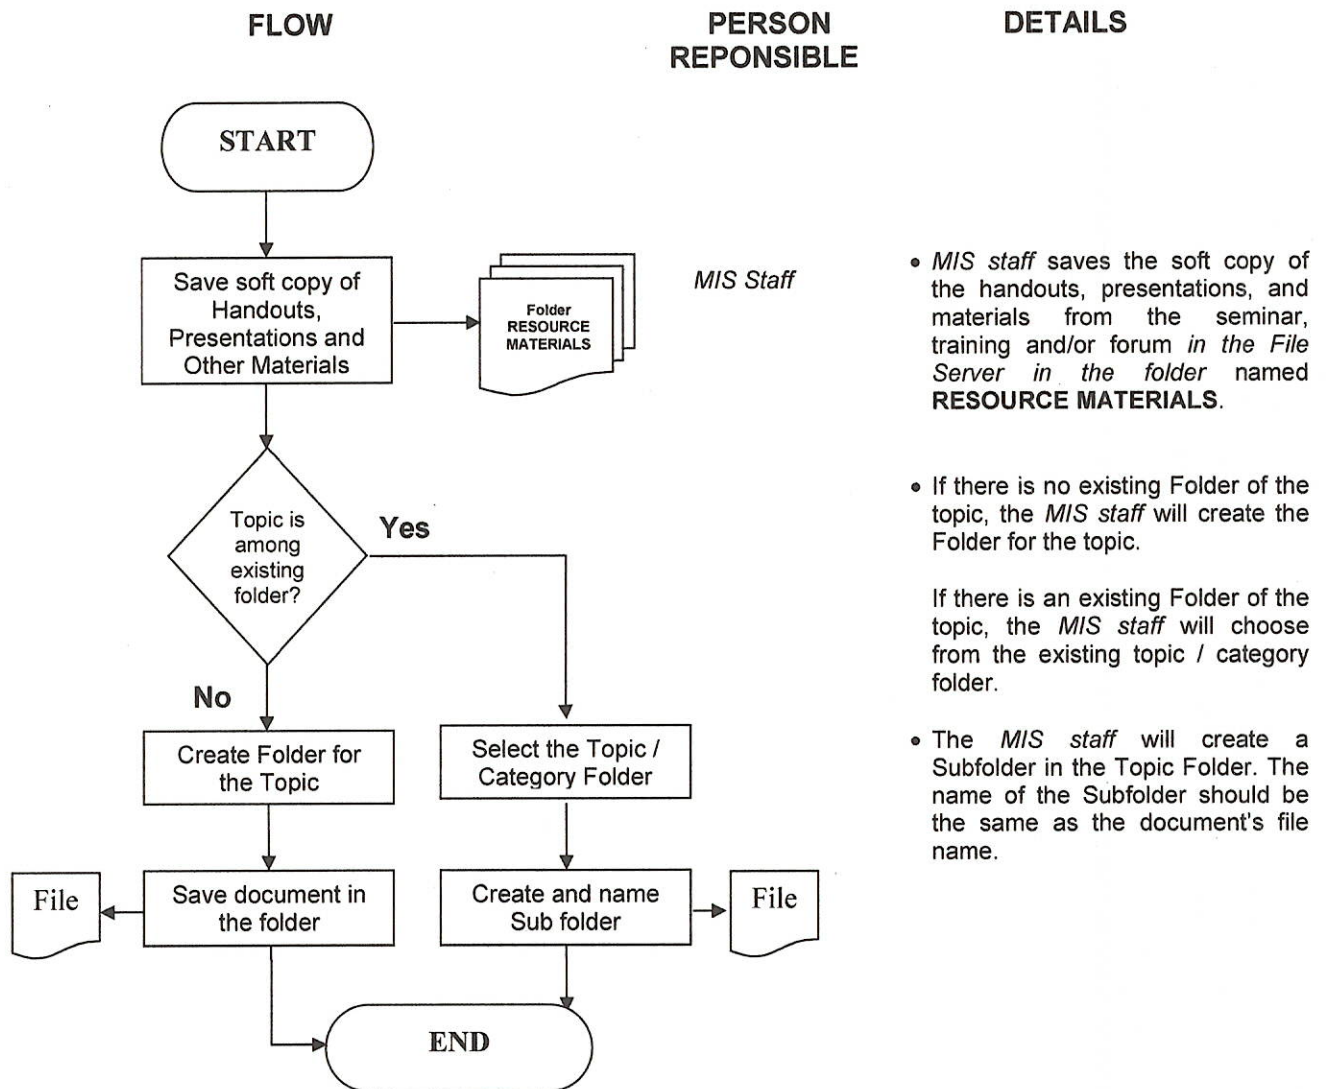 FLOW
PERSON
REPONSIBLE
DETAILS
START
Save soft copy of
Handouts,
Presentations and
Other Materials
Folder
RESOURCE
MATERIALS
MIS Staff
• MIS staff saves the soft copy of
the handouts, presentations, and
materials from the seminar,
training and/or forum in the File
Server in the folder named
RESOURCE MATERIALS.
Topic is
among
existing
folder?
Yes
No
• If there is no existing Folder of the
topic, the MIS staff will create the
Folder for the topic.
If there is an existing Folder of the
topic, the MIS staff will choose
from the existing topic / category
folder.
Create Folder for
the Topic
Select the Topic /
Category Folder
• The MIS staff will create a
Subfolder in the Topic Folder. The
name of the Subfolder should be
the same as the document's file
name.
File
Save document in
the folder
Create and name
Sub folder
File
END